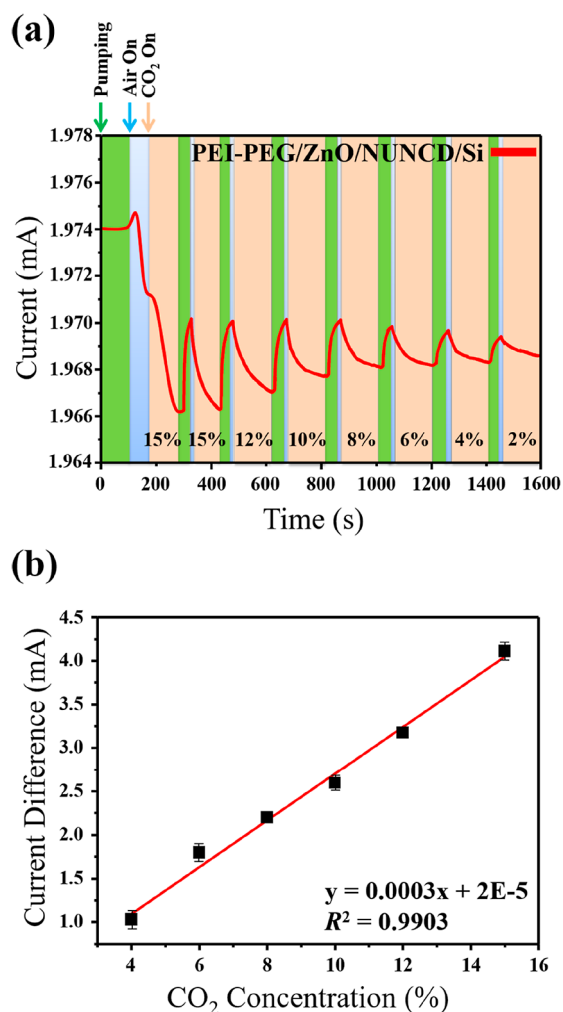 (a)
Pumping
Air On
CO₂ On
PEI-PEG/ZnO/NUNCD/Si
Current (mA)
1.978
1.976
1.974
1.972
1.970
1.968
1.966
1.964
15% 15% 12% 10% 8% 6% 4% 2%
0 200 400 600 800 1000 1200 1400 1600
Time (s)
(b)
Current Difference (mA)
4.5
4.0
3.5
3.0
2.5
2.0
1.5
1.0
y = 0.0003x + 2E-5
R² = 0.9903
4 6 8 10 12 14 16
CO₂ Concentration (%)